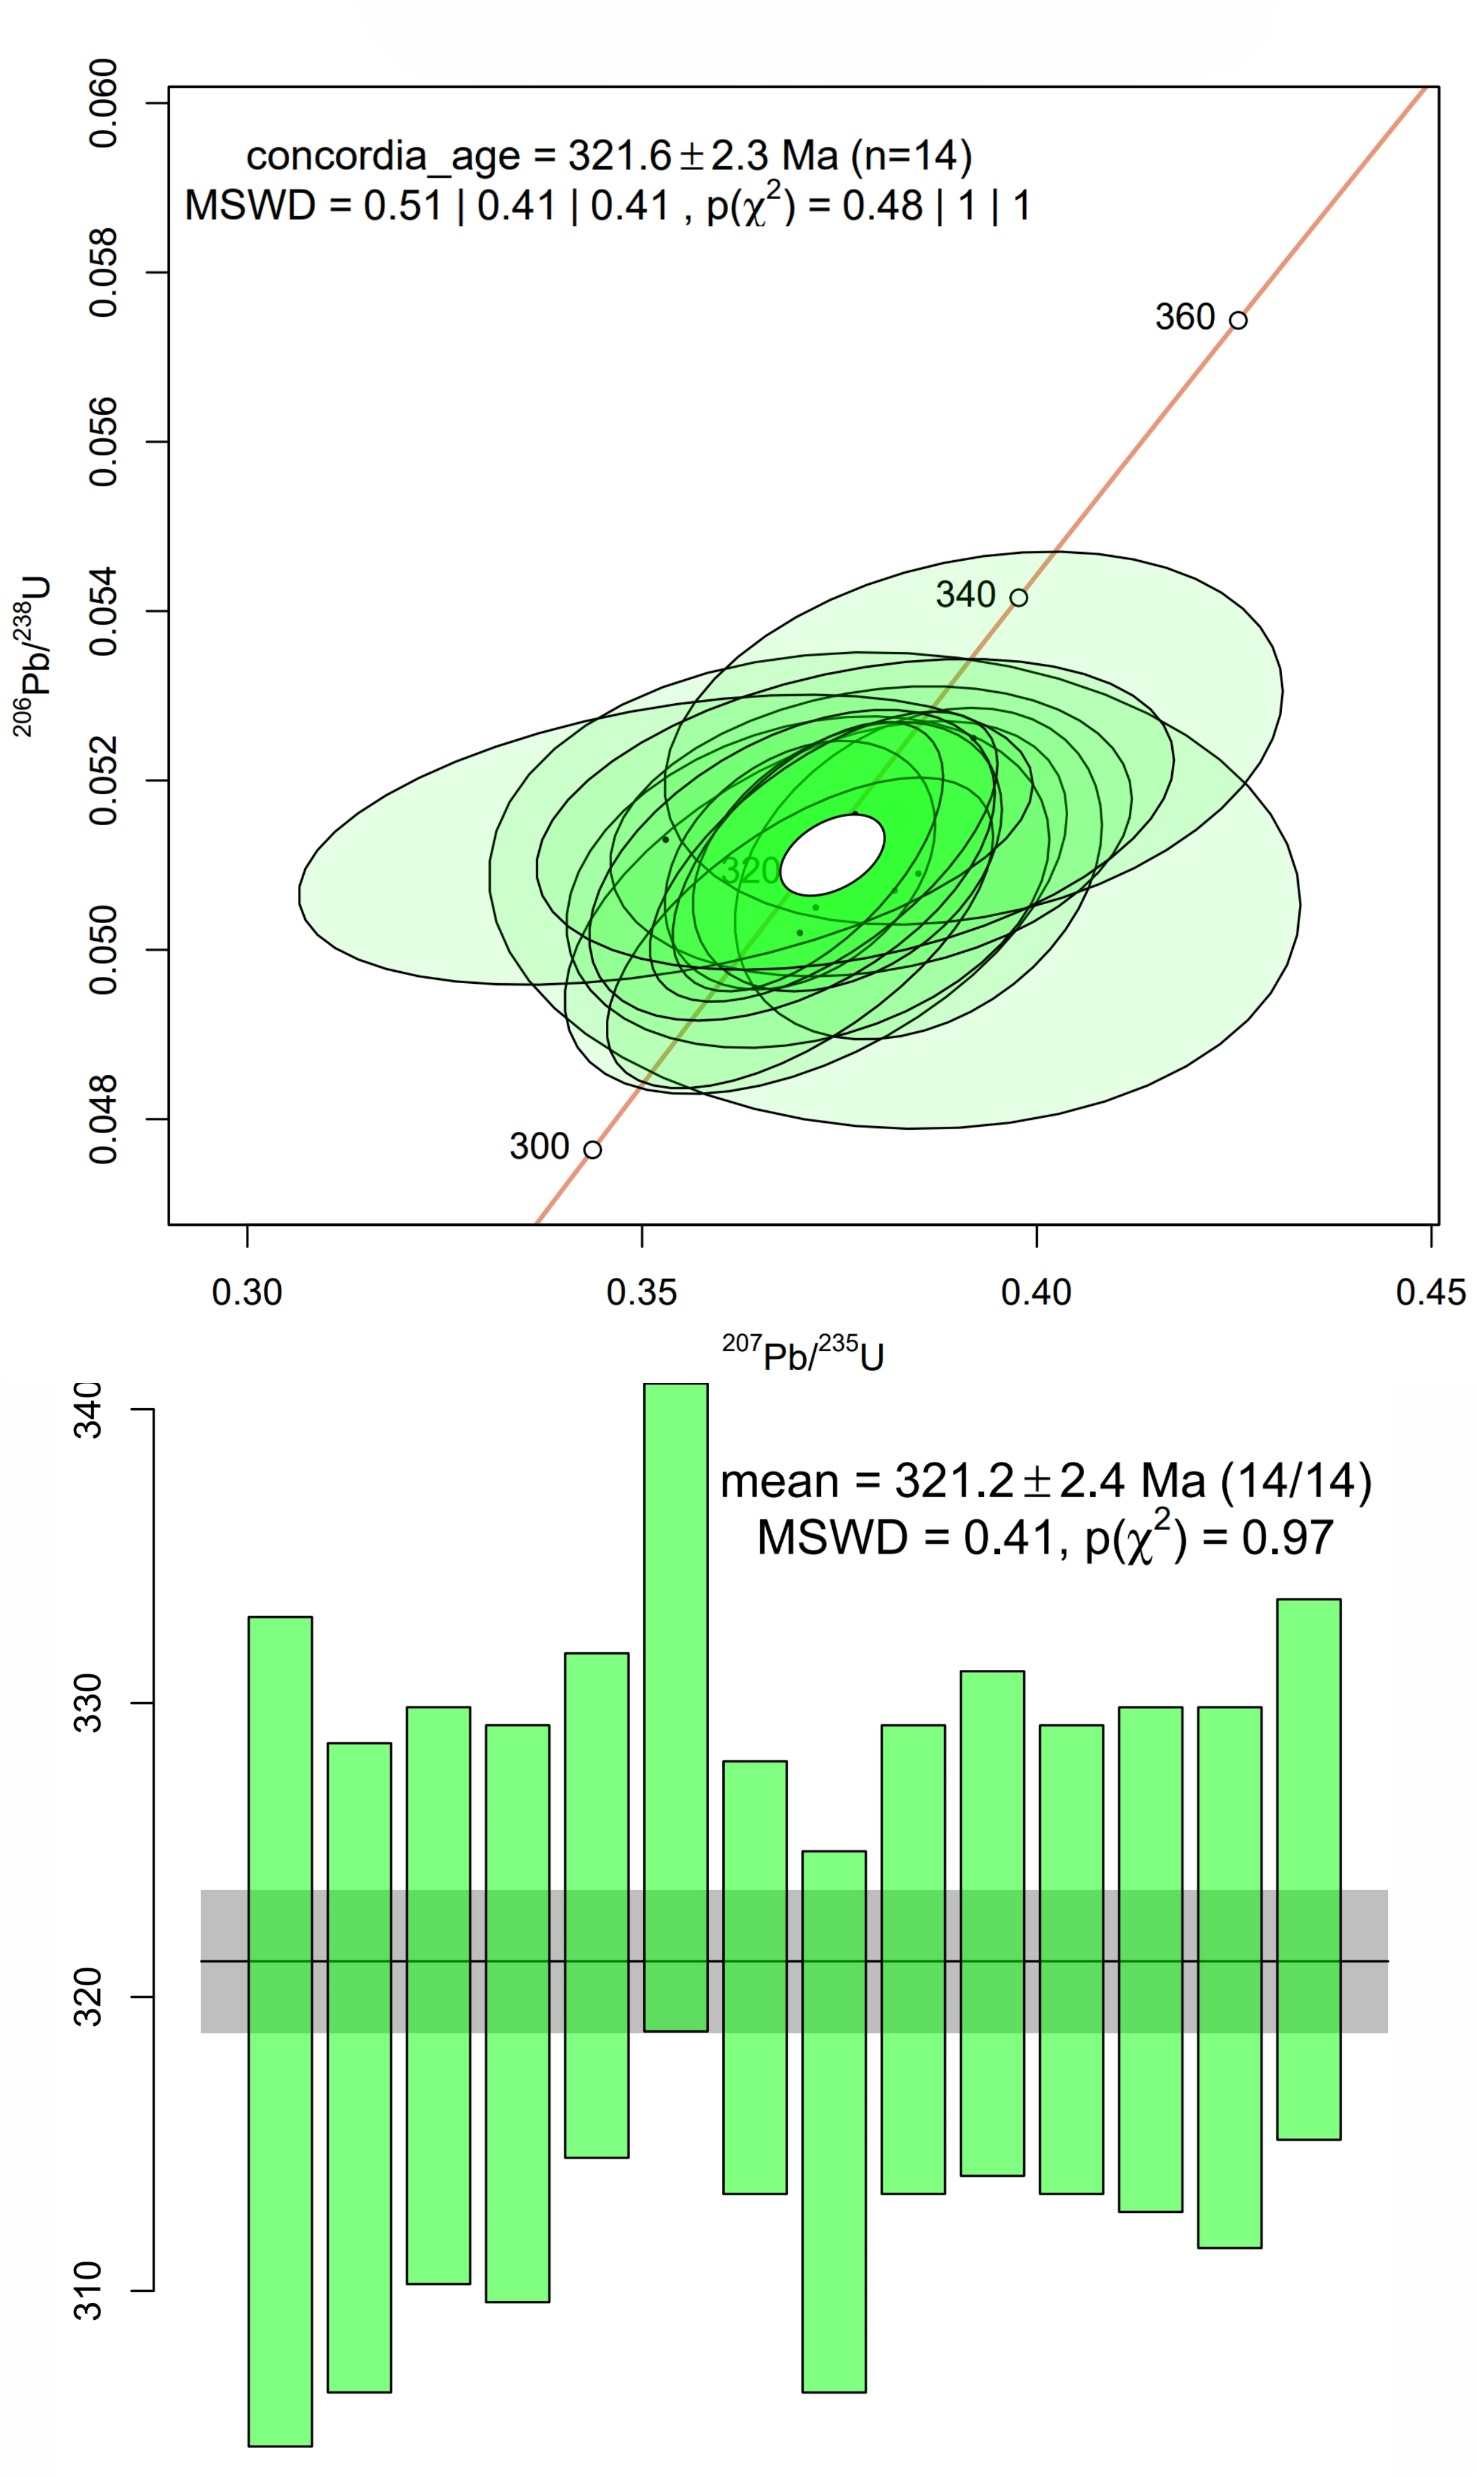 concordia_age = 321.6 ± 2.3 Ma (n=14)
MSWD = 0.51 | 0.41 | 0.41 , p(χ²) = 0.48 | 1 | 1
0.060
0.058
0.056
0.054
0.052
0.050
0.048
²⁰⁶Pb/²³⁸U
360
340
320
300
0.30 0.35 0.40 0.45
²⁰⁷Pb/²³⁵U
mean = 321.2 ± 2.4 Ma (14/14)
MSWD = 0.41, p(χ²) = 0.97
340
330
320
310